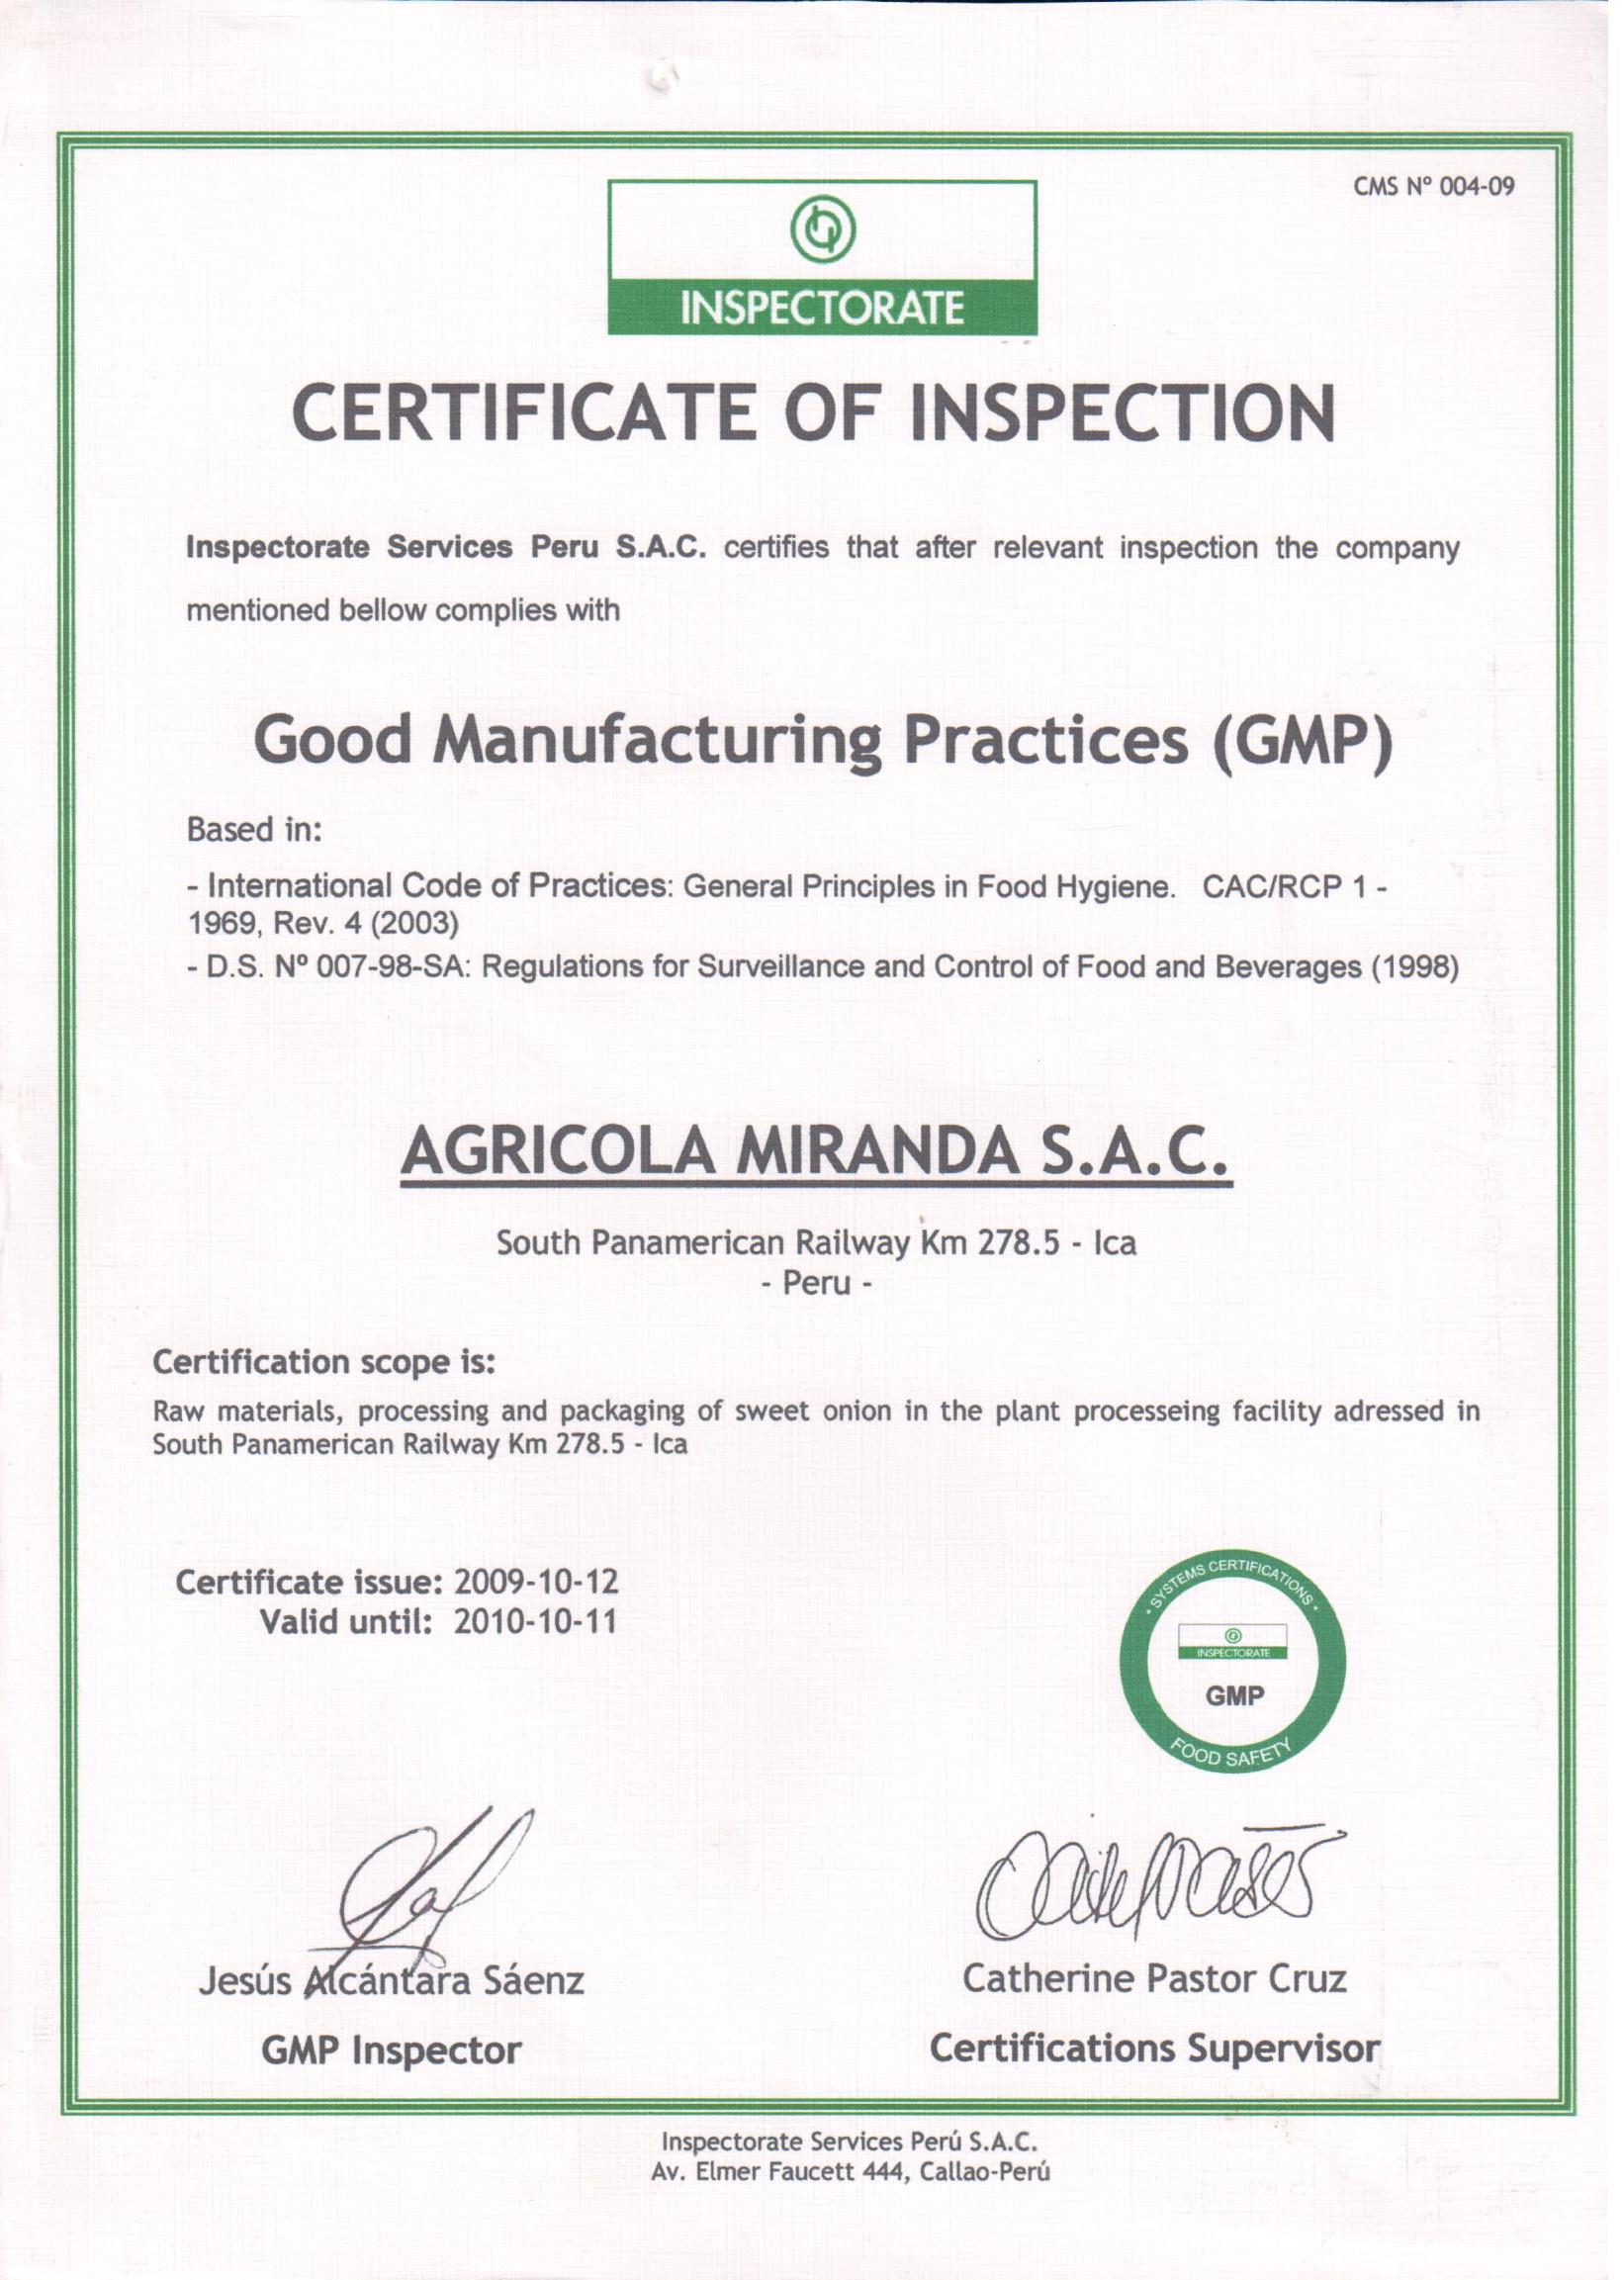 CMS Nº 004-09
INSPECTORATE
CERTIFICATE OF INSPECTION
Inspectorate Services Peru S.A.C. certifies that after relevant inspection the company
mentioned bellow complies with
Good Manufacturing Practices (GMP)
Based in:
- International Code of Practices: General Principles in Food Hygiene. CAC/RCP 1 -
1969, Rev. 4 (2003)
- D.S. Nº 007-98-SA: Regulations for Surveillance and Control of Food and Beverages (1998)
AGRICOLA MIRANDA S.A.C.
South Panamerican Railway Km 278.5 - Ica
- Peru -
Certification scope is:
Raw materials, processing and packaging of sweet onion in the plant processeing facility adressed in
South Panamerican Railway Km 278.5 - Ica
Certificate issue: 2009-10-12
Valid until: 2010-10-11
• SYSTEMS CERTIFICATIONS •
INSPECTORATE
GMP
FOOD SAFETY
Jesús Alcántara Sáenz
GMP Inspector
Catherine Pastor Cruz
Certifications Supervisor
Inspectorate Services Perú S.A.C.
Av. Elmer Faucett 444, Callao-Perú